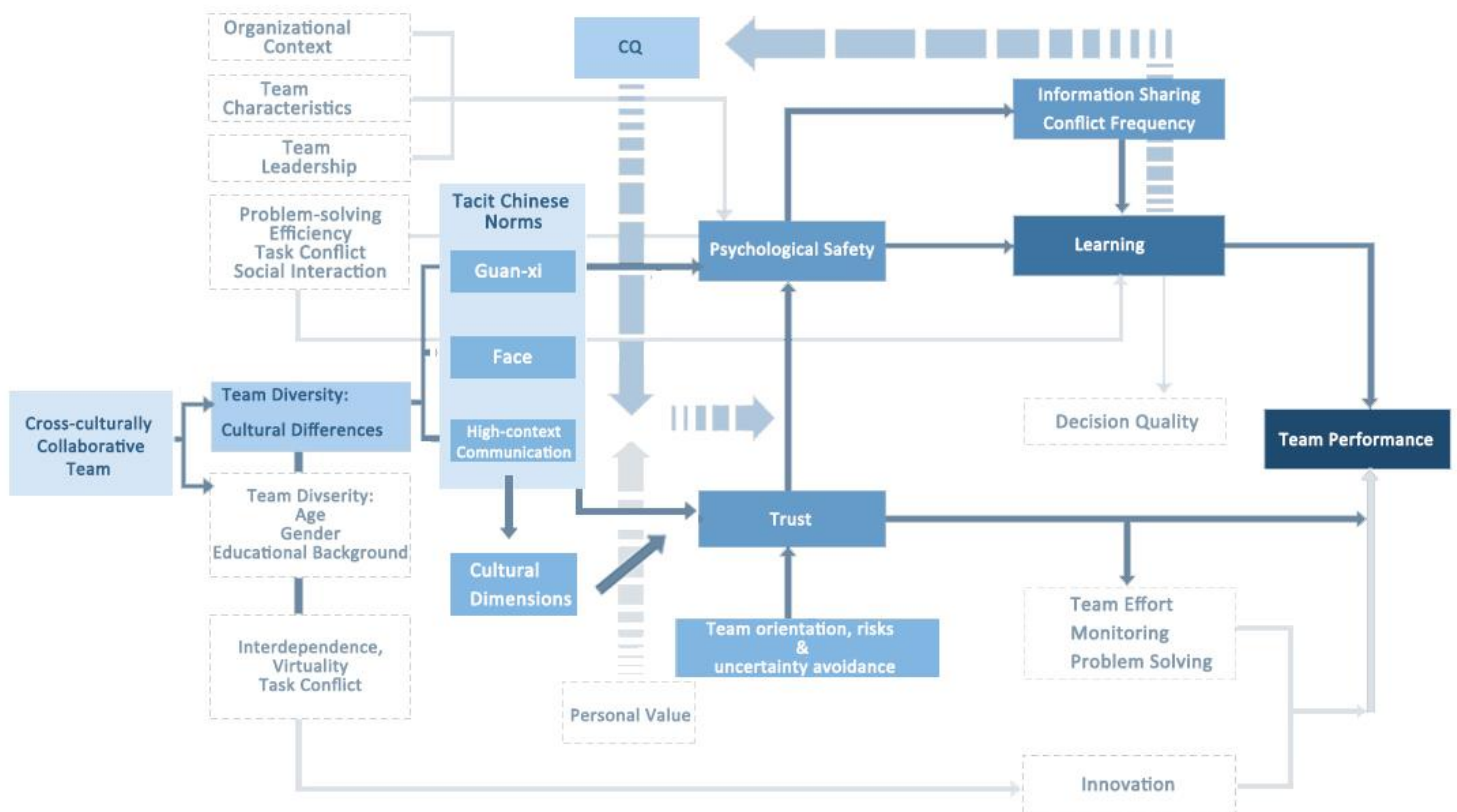 Organizational
Context
Team
Characteristics
Team
Leadership
Problem-solving
Efficiency
Task Conflict
Social Interaction
CQ
Information Sharing
Conflict Frequency
Tacit Chinese
Norms
Guan-xi
Face
High-context
Communication
Psychological Safety
Learning
Cross-culturally
Collaborative
Team
Team Diversity:
Cultural Differences
Team Divserity:
Age
Gender
Educational Background
Interdependence,
Virtuality
Task Conflict
Cultural
Dimensions
Trust
Team orientation, risks
&
uncertainty avoidance
Personal Value
Decision Quality
Team Performance
Team Effort
Monitoring
Problem Solving
Innovation